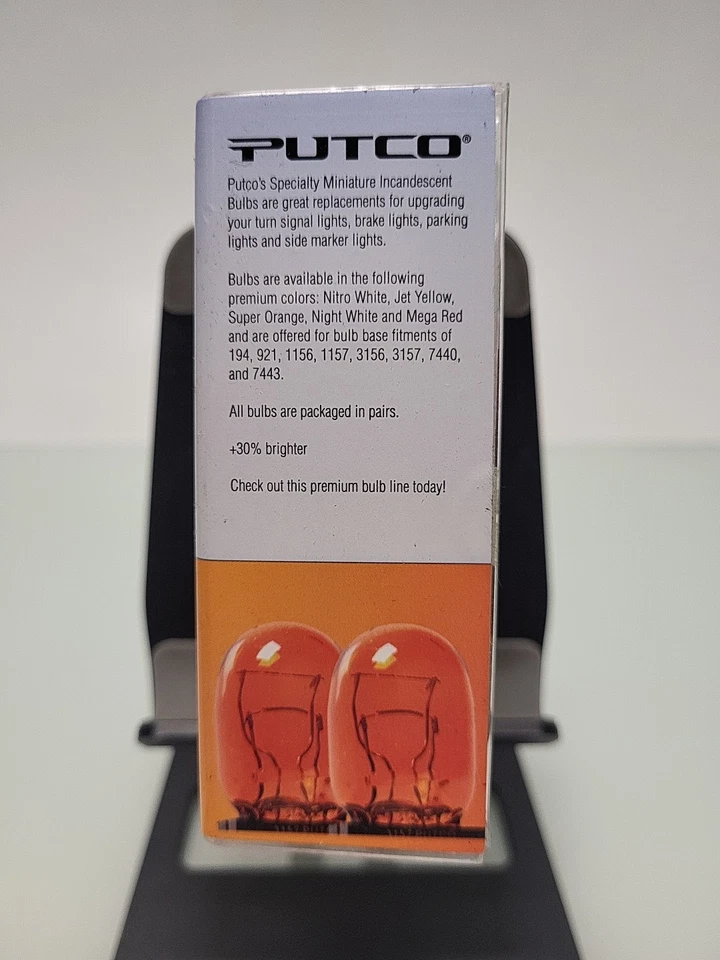 PUTCO®
Putco's Specialty Miniature Incandescent
Bulbs are great replacements for upgrading
your turn signal lights, brake lights, parking
lights and side marker lights.
Bulbs are available in the following
premium colors: Nitro White, Jet Yellow,
Super Orange, Night White and Mega Red
and are offered for bulb base fitments of
194, 921, 1156, 1157, 3156, 3157, 7440,
and 7443.
All bulbs are packaged in pairs.
+30% brighter
Check out this premium bulb line today!